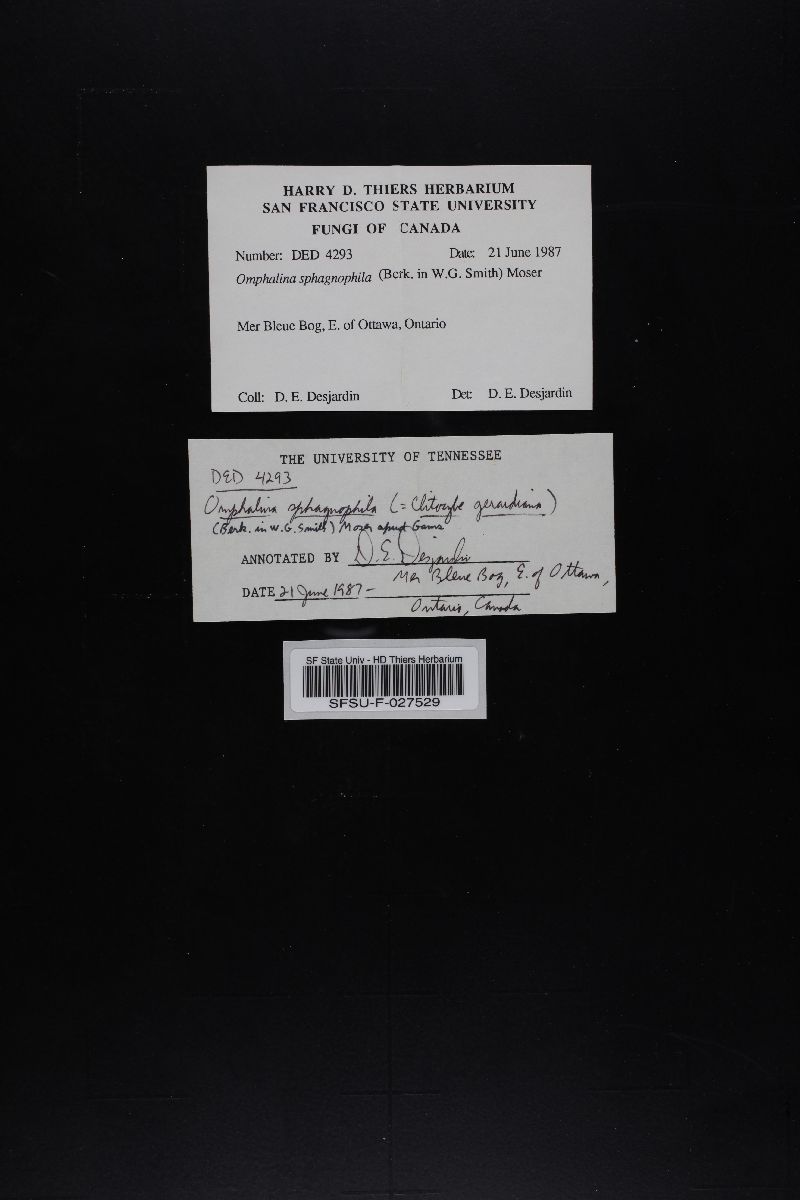 HARRY D. THIERS HERBARIUM
SAN FRANCISCO STATE UNIVERSITY
FUNGI OF CANADA
Number: DED 4293 Date: 21 June 1987
Omphalina sphagnophila (Berk. in W.G. Smith) Moser
Mer Bleue Bog, E. of Ottawa, Ontario
Coll: D. E. Desjardin Det: D. E. Desjardin
THE UNIVERSITY OF TENNESSEE
DED 4293
Omphalina sphagnophila (= Clitocybe gerardiana)
(Berk. in W.G. Smith) Moser apud Gams
ANNOTATED BY D.E. Desjardin
Mer Bleue Bog, E. of Ottawa,
DATE 21 June 1987 -
Ontario, Canada
SF State Univ - HD Thiers Herbarium
SFSU-F-027529